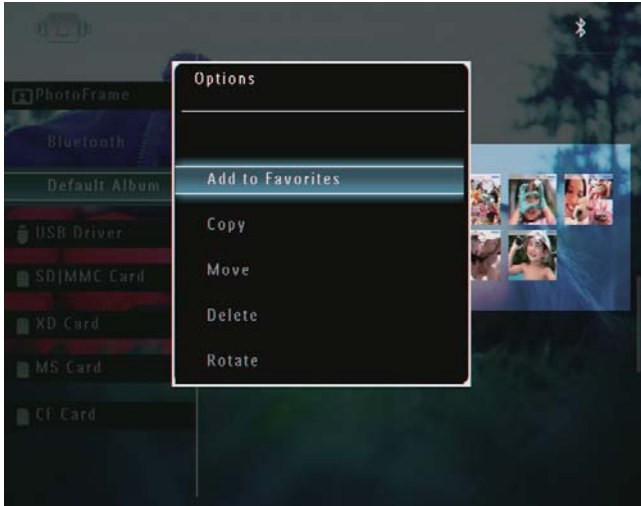 Options
PhotoFrame
Bluetooth
Default Album
USB Driver
SD|MMC Card
XD Card
MS Card
CF Card
Add to Favorites
Copy
Move
Delete
Rotate